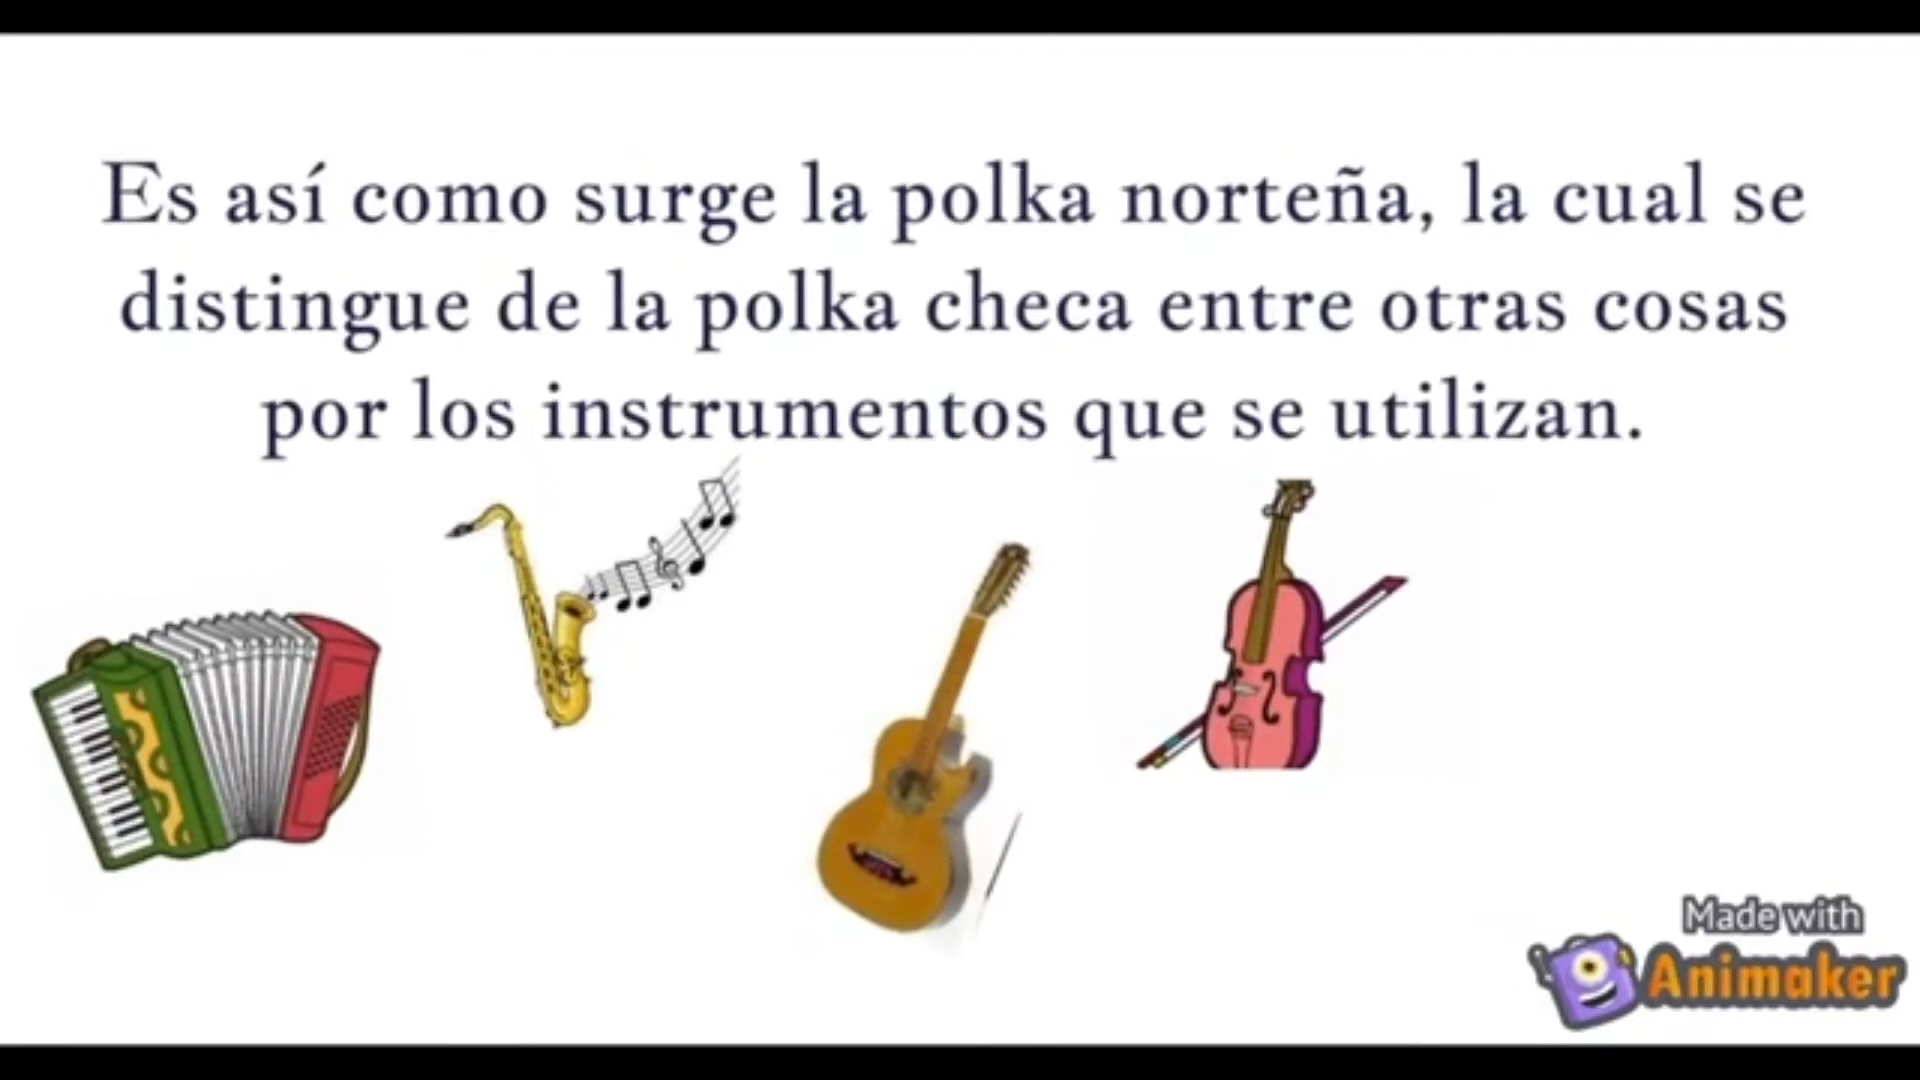 Es así como surge la polka norteña, la cual se
distingue de la polka checa entre otras cosas
por los instrumentos que se utilizan.
Made with
Animaker